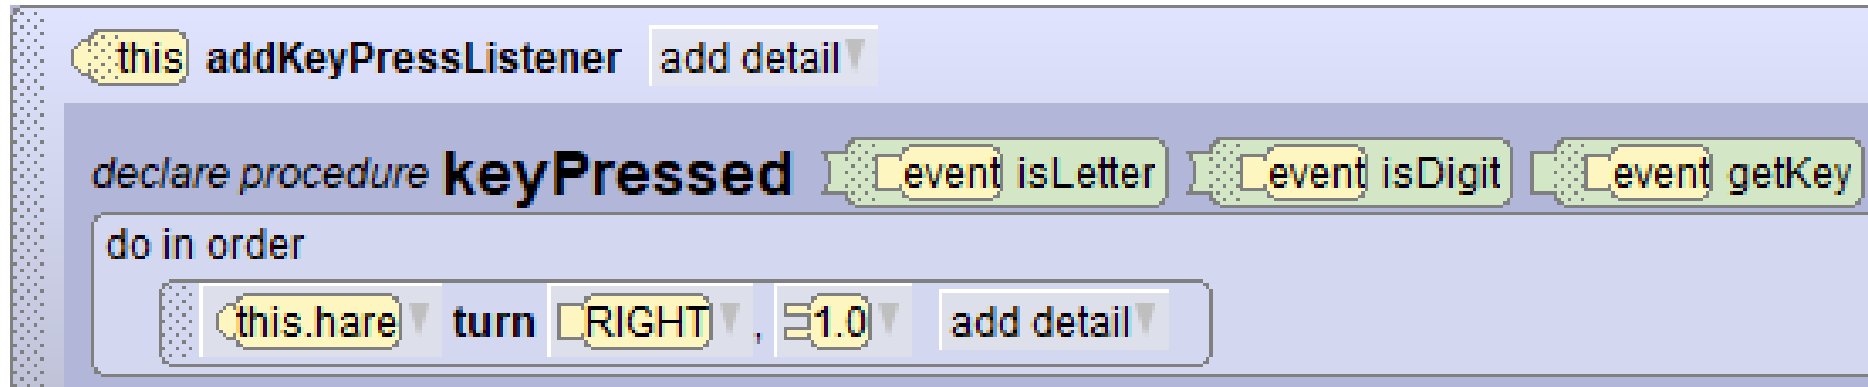 this addKeyPressListener add detail
declare procedure keyPressed event isLetter event isDigit event getKey
do in order
this.hare turn RIGHT , 1.0 add detail